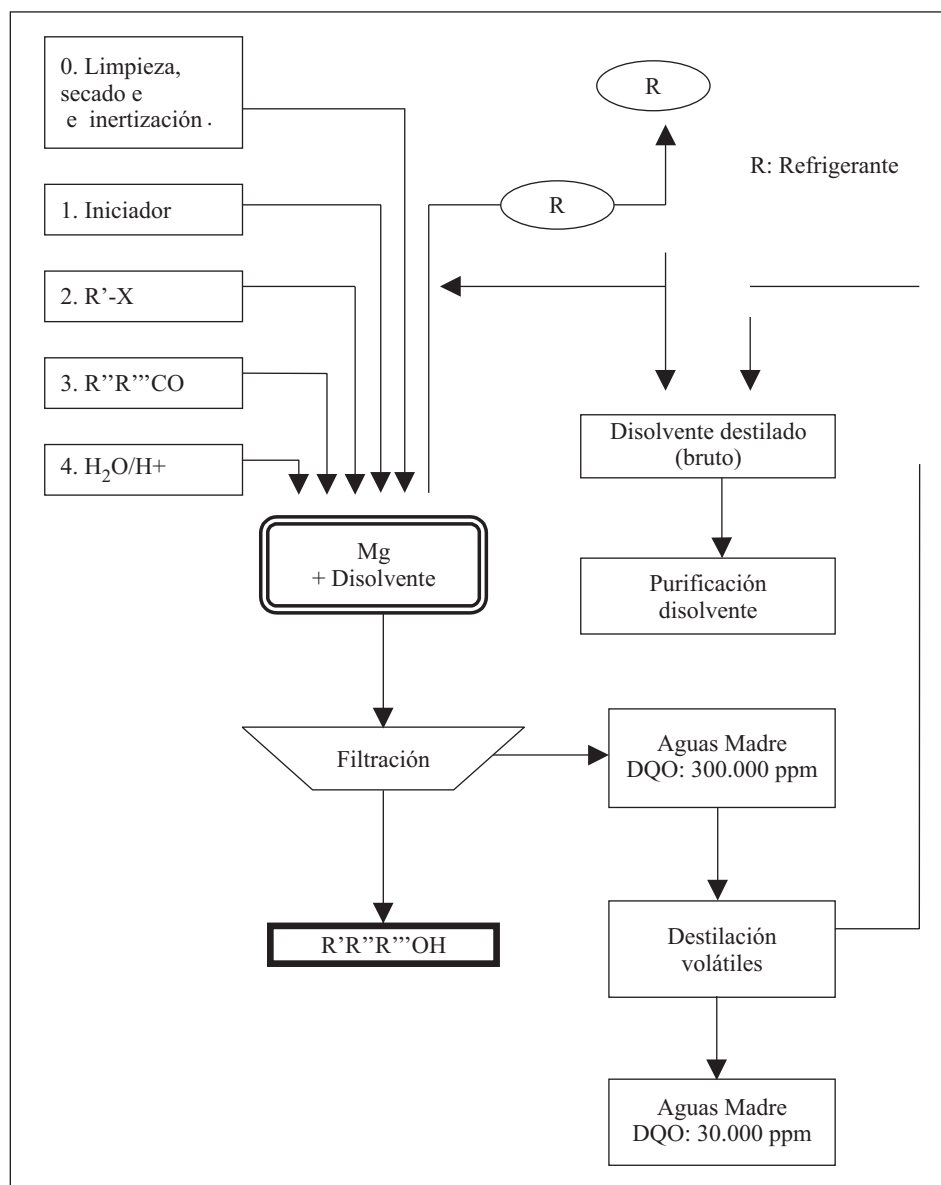 0. Limpieza,
secado e
e inertización.
1. Iniciador
2. R’-X
3. R’’R’’’CO
4. H₂O/H+
R
R
R: Refrigerante
Mg
+ Disolvente
Disolvente destilado
(bruto)
Purificación
disolvente
Filtración
Aguas Madre
DQO: 300.000 ppm
R’R’’R’’’OH
Destilación
volátiles
Aguas Madre
DQO: 30.000 ppm